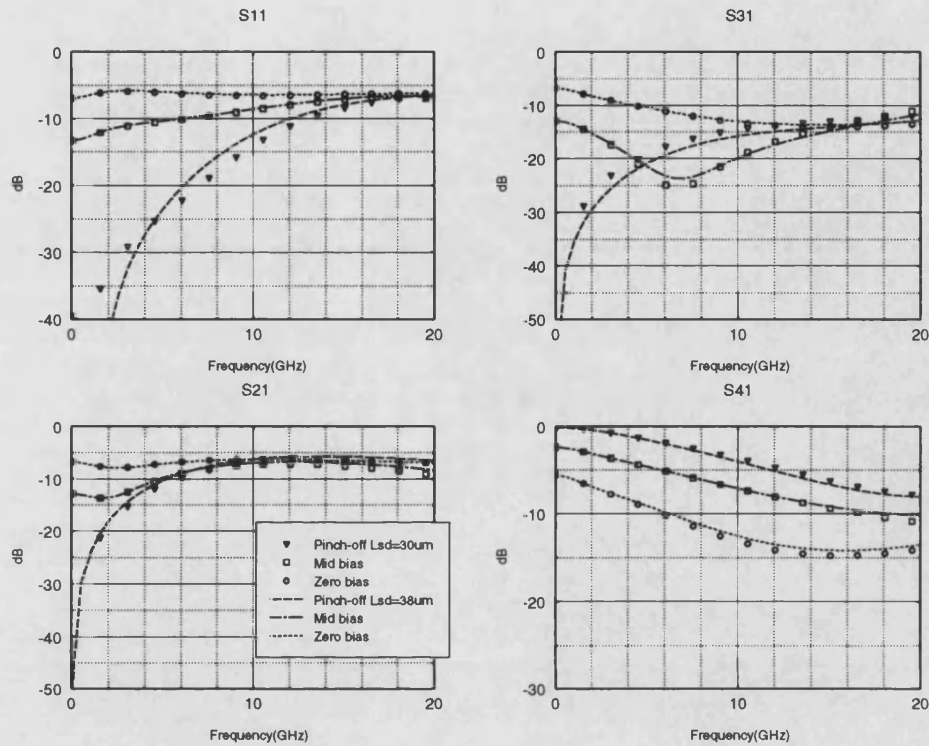 S11
0
-10
-20
-30
-40
dB
0
10
20
Frequency(GHz)
S31
0
-10
-20
-30
-40
-50
dB
0
10
20
Frequency(GHz)
S21
0
-10
-20
-30
-40
-50
dB
0
10
20
Frequency(GHz)
Pinch-off Lsd=30um
Mid bias
Zero bias
Pinch-off Lsd=38um
Mid bias
Zero bias
S41
0
-10
-20
-30
dB
0
10
20
Frequency(GHz)